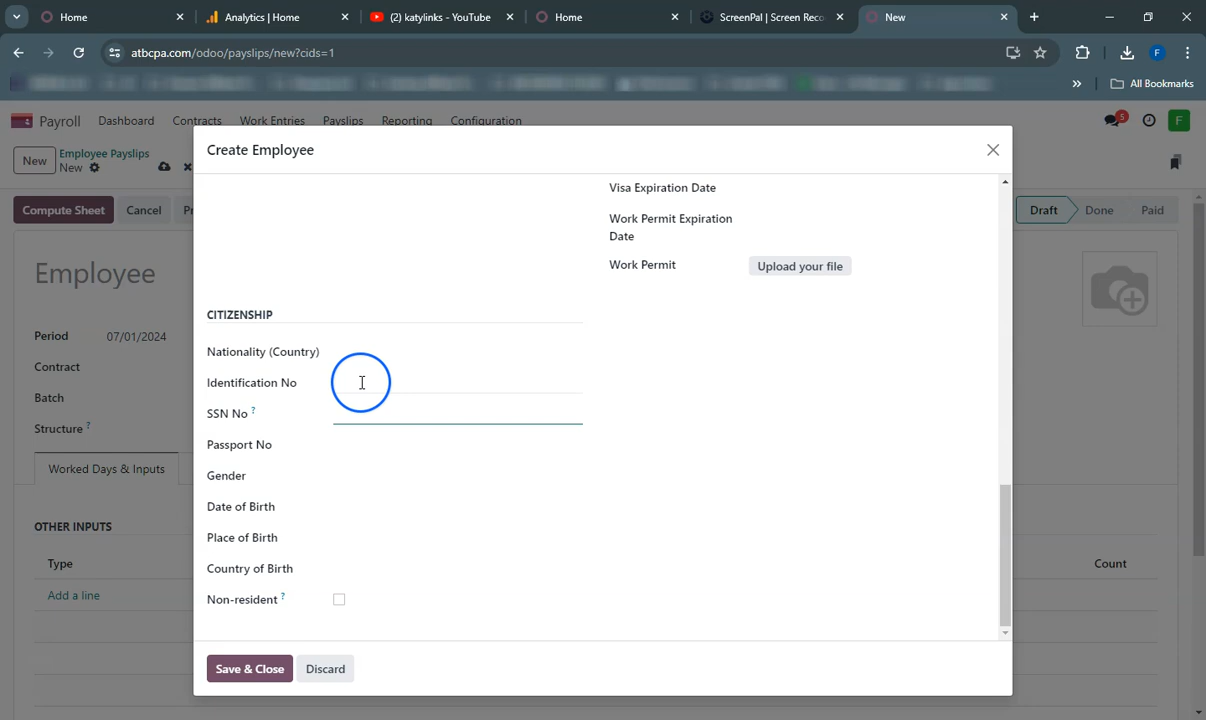 Home
Analytics | Home
(2) katylinks - YouTube
Home
ScreenPal | Screen Reco
New
atbcpa.com/odoo/payslips/new?cids=1
F
All Bookmarks
Payroll
Dashboard
Contracts
Work Entries
Payslips
Reporting
Configuration
5
F
New
Employee Payslips
New
Create Employee
Compute Sheet
Cancel
Draft
Done
Paid
Employee
Period
07/01/2024
Contract
Batch
Structure ?
Worked Days & Inputs
OTHER INPUTS
Type
Count
Add a line
Visa Expiration Date
Work Permit Expiration
Date
Work Permit
Upload your file
CITIZENSHIP
Nationality (Country)
Identification No
SSN No ?
Passport No
Gender
Date of Birth
Place of Birth
Country of Birth
Non-resident ?
Save & Close
Discard